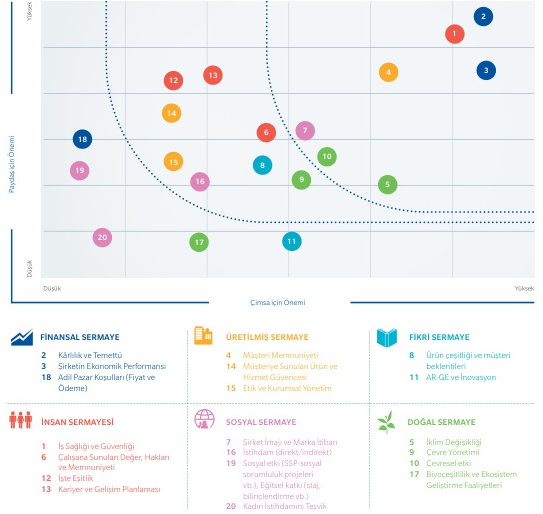 Yüksek
Paydaş için Önemi
Düşük
2
1
3
4
13
12
14
6
7
18
10
15
8
19
16
9
5
20
17
11
Düşük
Yüksek
Çimsa için Önemi
FİNANSAL SERMAYE
2 Kârlılık ve Temettü
3 Şirketin Ekonomik Performansı
18 Adil Pazar Koşulları (Fiyat ve
Ödeme)
ÜRETİLMİŞ SERMAYE
4 Müşteri Memnuniyeti
14 Müşteriye Sunulan Ürün ve
Hizmet Güvencesi
15 Etik ve Kurumsal Yönetim
FİKRİ SERMAYE
8 Ürün çeşitliği ve müşteri
beklentileri
11 AR-GE ve İnovasyon
İNSAN SERMAYESİ
1 İş Sağlığı ve Güvenliği
6 Çalışana Sunulan Değer, Hakları
ve Memnuniyeti
12 İşte Eşitlik
13 Kariyer ve Gelişim Planlaması
SOSYAL SERMAYE
7 Şirket İmajı ve Marka İtibarı
16 İstihdam (direkt/indirekt)
19 Sosyal etki (SSP-sosyal
sorumluluk projeleri
vb.), Eğitsel katkı (staj,
bilinçlendirme vb.)
20 Kadın İstihdamını Teşvik
DOĞAL SERMAYE
5 İklim Değişikliği
9 Çevre Yönetimi
10 Çevresel etki
17 Biyoçeşitlilik ve Ekosistem
Geliştirme Faaliyetleri